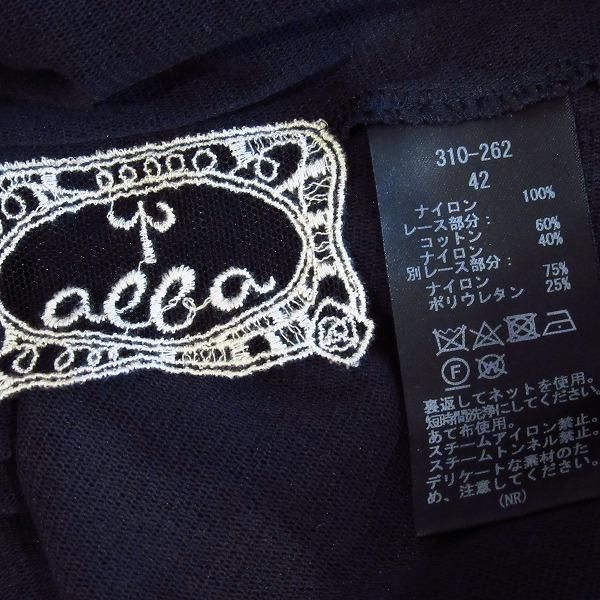 aeba
310-262
42
ナイロン 100%
レース部分:
コットン 60%
ナイロン 40%
別レース部分:
ナイロン 75%
ポリウレタン 25%
F
W
裏返してネットを使用。
短時間洗浄にしてください。
あて布使用。
スチームアイロン禁止。
スチームトンネル禁止。
デリケートな素材のた
め、注意してください。
(NR)